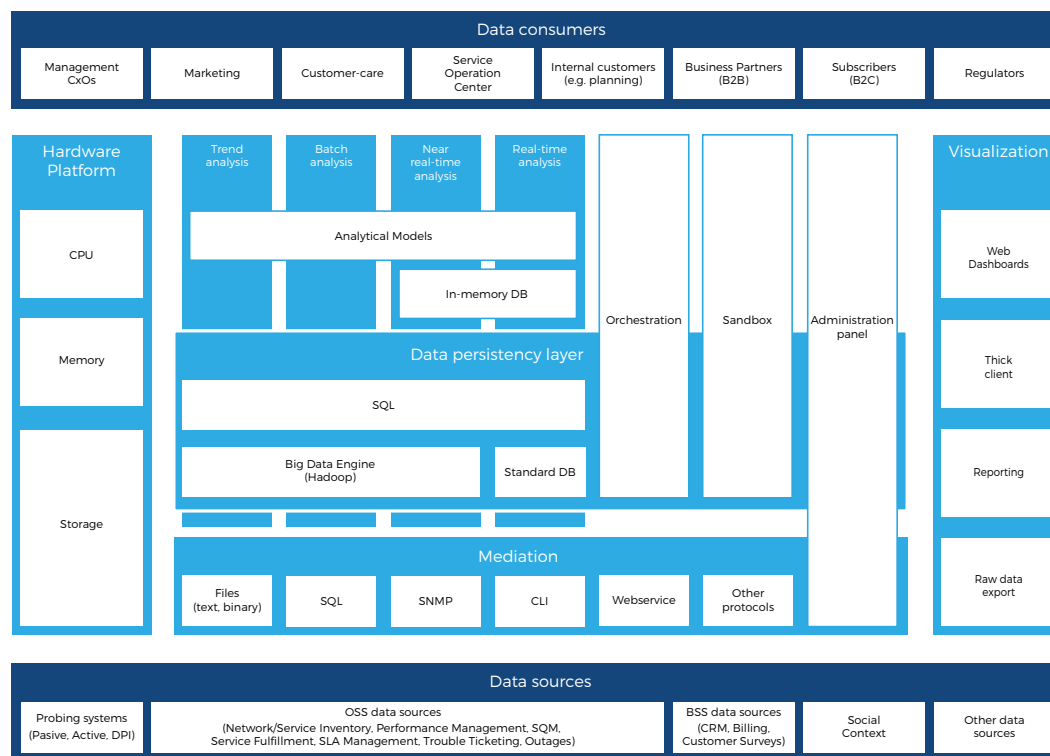 Data consumers
Management
CxOs
Marketing
Customer-care
Service
Operation
Center
Internal customers
(e.g. planning)
Business Partners
(B2B)
Subscribers
(B2C)
Regulators
Hardware
Platform
CPU
Memory
Storage
Trend
analysis
Batch
analysis
Near
real-time
analysis
Real-time
analysis
Analytical Models
In-memory DB
Orchestration
Sandbox
Administration
panel
Data persistency layer
SQL
Big Data Engine
(Hadoop)
Standard DB
Mediation
Files
(text, binary)
SQL
SNMP
CLI
Webservice
Other
protocols
Visualization
Web
Dashboards
Thick
client
Reporting
Raw data
export
Data sources
Probing systems
(Pasive, Active, DPI)
OSS data sources
(Network/Service Inventory, Performance Management, SQM,
Service Fulfillment, SLA Management, Trouble Ticketing, Outages)
BSS data sources
(CRM, Billing,
Customer Surveys)
Social
Context
Other data
sources